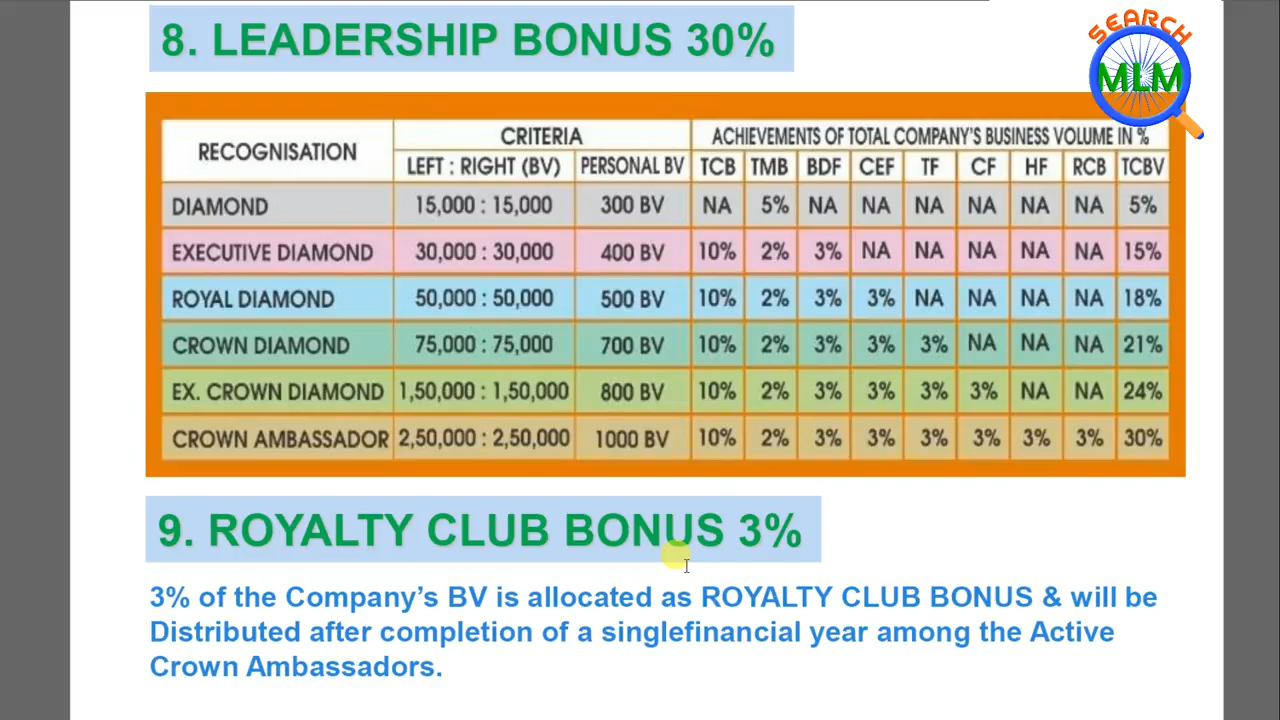 8. LEADERSHIP BONUS 30%
SEARCH
MLM
RECOGNISATION CRITERIA ACHIEVEMENTS OF TOTAL COMPANY'S BUSINESS VOLUME IN %
LEFT : RIGHT (BV) PERSONAL BV TCB TMB BDF CEF TF CF HF RCB TCBV
DIAMOND 15,000 : 15,000 300 BV NA 5% NA NA NA NA NA NA 5%
EXECUTIVE DIAMOND 30,000 : 30,000 400 BV 10% 2% 3% NA NA NA NA NA 15%
ROYAL DIAMOND 50,000 : 50,000 500 BV 10% 2% 3% 3% NA NA NA NA 18%
CROWN DIAMOND 75,000 : 75,000 700 BV 10% 2% 3% 3% 3% NA NA NA 21%
EX. CROWN DIAMOND 1,50,000 : 1,50,000 800 BV 10% 2% 3% 3% 3% 3% NA NA 24%
CROWN AMBASSADOR 2,50,000 : 2,50,000 1000 BV 10% 2% 3% 3% 3% 3% 3% 3% 30%
9. ROYALTY CLUB BONUS 3%
3% of the Company's BV is allocated as ROYALTY CLUB BONUS & will be
Distributed after completion of a singlefinancial year among the Active
Crown Ambassadors.